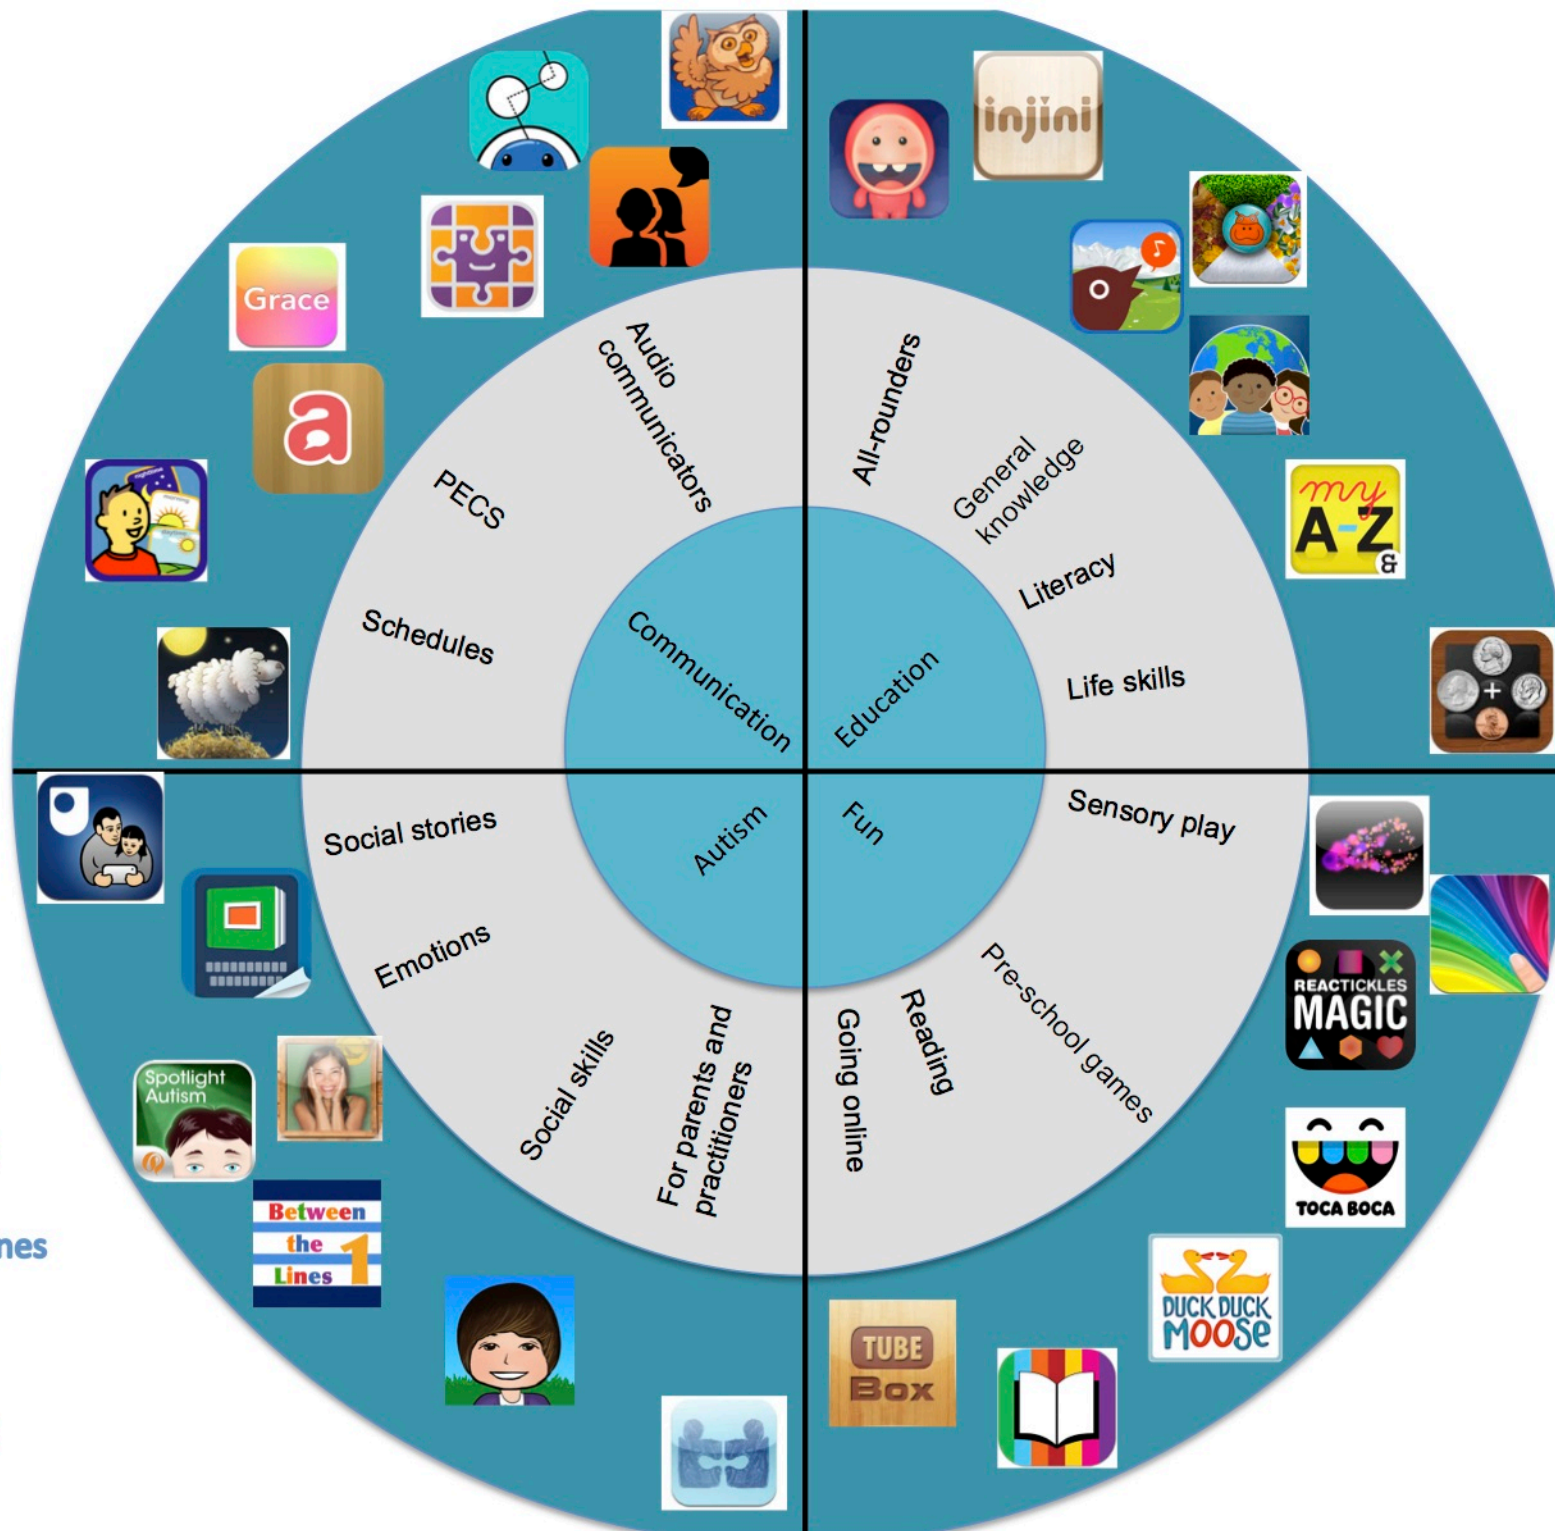 injini
Grace
a
Audio
communicators
PECS
Schedules
Communication
All-rounders
General
knowledge
Literacy
Life skills
Education
my
A-Z
&
Social stories
Emotions
Social skills
For parents and
practitioners
Autism
Fun
Sensory play
Pre-school games
Reading
Going online
REACTICKLES
MAGIC
TOCA BOCA
DUCK DUCK
MOOSE
TUBE
Box
Spotlight
Autism
Between
the 1
Lines
nes